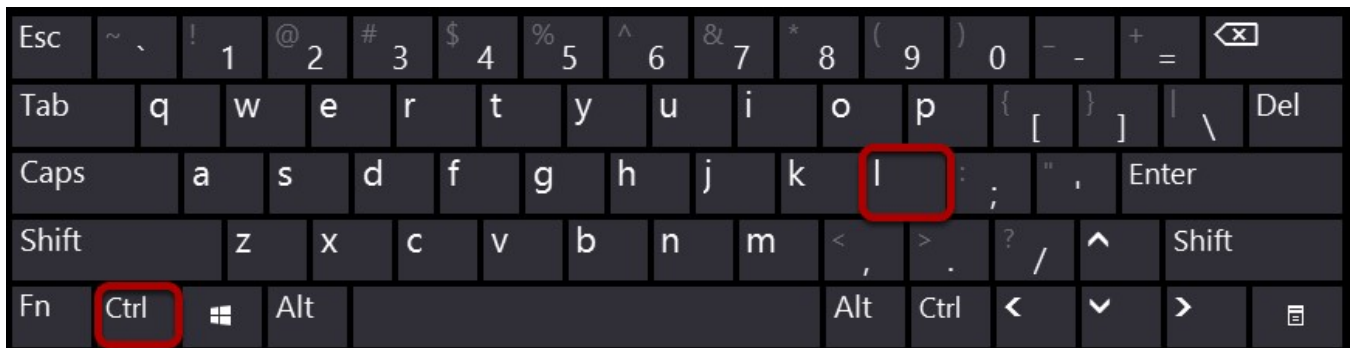 Esc ~ ` ! 1 @ 2 # 3 $ 4 % 5 ^ 6 & 7 * 8 ( 9 ) 0 _ - + =
Tab q w e r t y u i o p { [ } ] | \ Del
Caps a s d f g h j k l : ; " ' Enter
Shift z x c v b n m < , > . ? / Shift
Fn Ctrl Alt Alt Ctrl